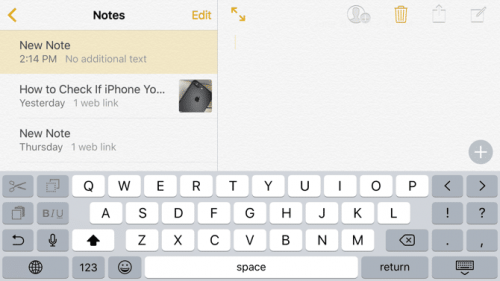 Notes
Edit
New Note
2:14 PM No additional text
How to Check If iPhone Yo...
Yesterday 1 web link
New Note
Thursday 1 web link
Q W E R T Y U I O P < >
B/U A S D F G H J K L ! ?
Z X C V B N M . ,
123 space return